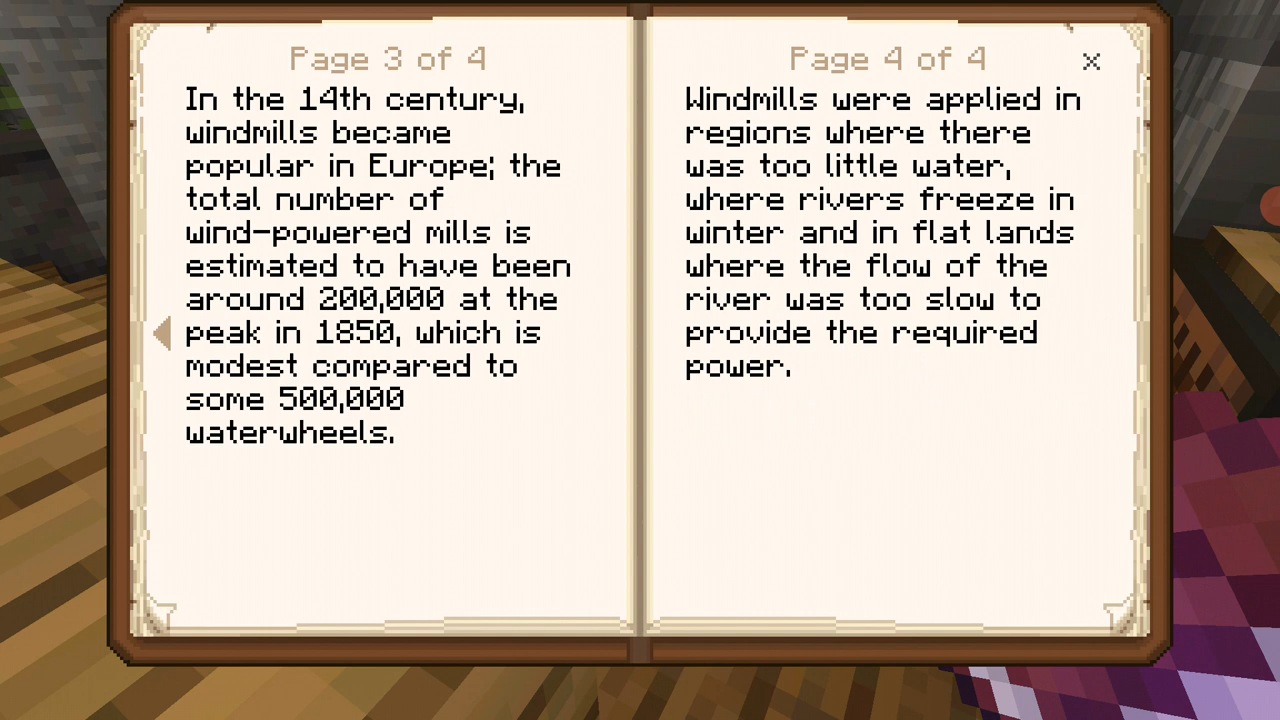 Page 3 of 4
In the 14th century,
windmills became
popular in Europe; the
total number of
wind-powered mills is
estimated to have been
around 200,000 at the
peak in 1850, which is
modest compared to
some 500,000
waterwheels.
Page 4 of 4
x
Windmills were applied in
regions where there
was too little water,
where rivers freeze in
winter and in flat lands
where the flow of the
river was too slow to
provide the required
power.